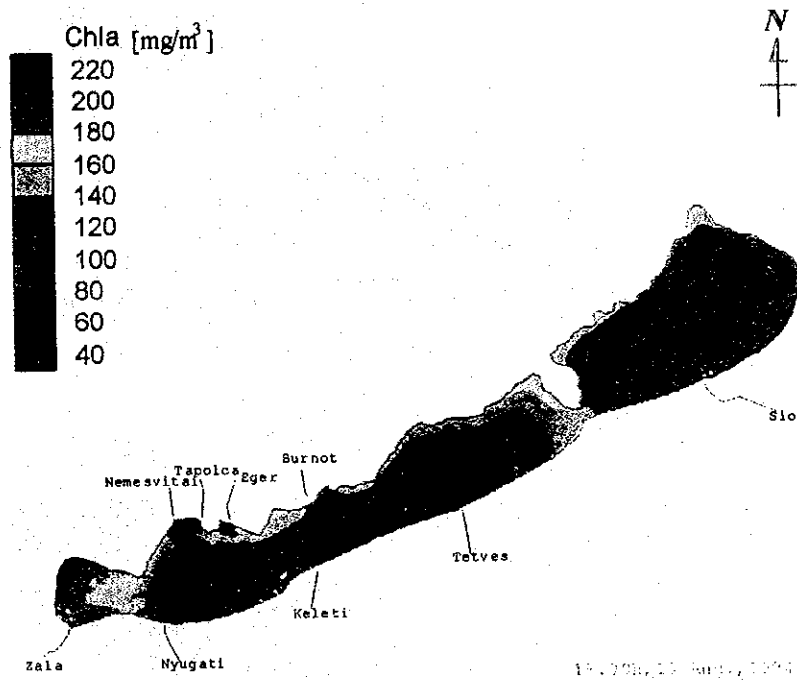 Chla [mg/m³]
N
220
200
180
160
140
120
100
80
60
40
Sio
Burnot
Tapolca
Eger
Nemesvitai
Tetves
Keleti
Zala
Nyugati
Aug.,